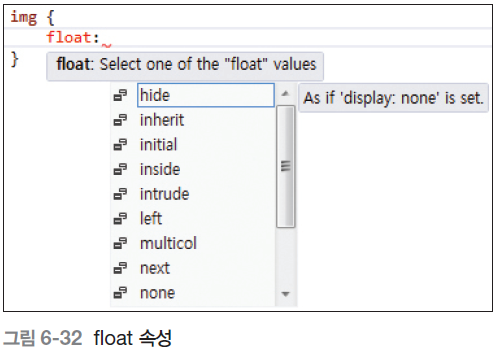 img {
float:
}
float: Select one of the "float" values
hide
As if 'display: none' is set.
inherit
initial
inside
intrude
left
multicol
next
none
그림 6-32 float 속성